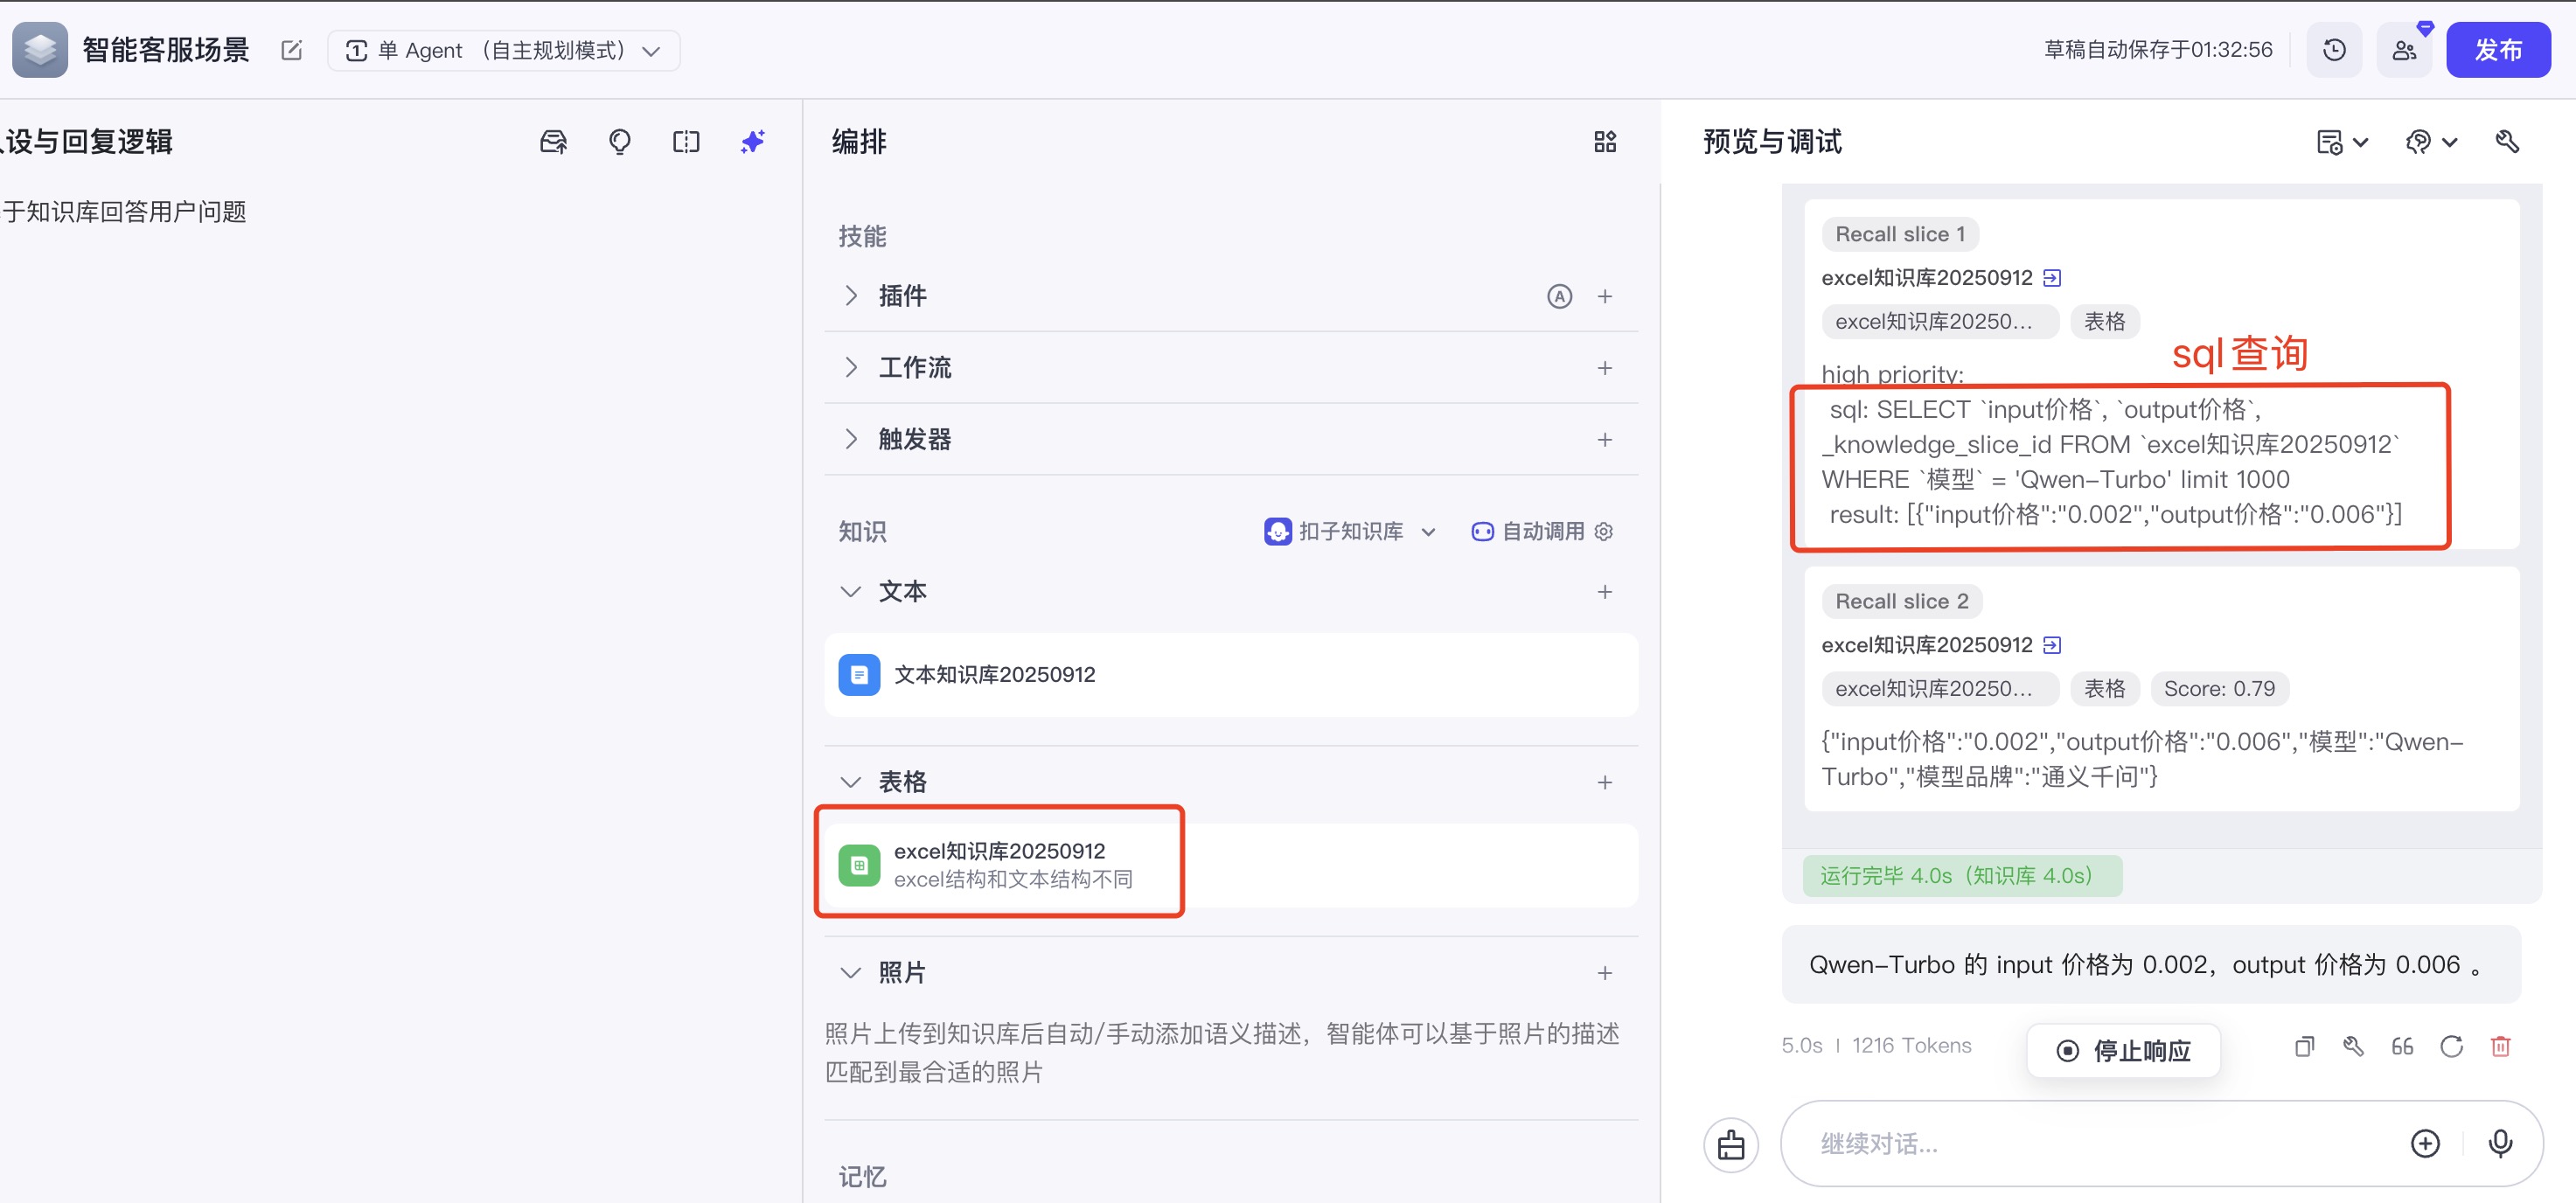 智能客服场景
单 Agent （自主规划模式）
草稿自动保存于01:32:56
发布
设与回复逻辑
于知识库回答用户问题
编排
技能
插件
工作流
触发器
知识
扣子知识库
自动调用
文本
文本知识库20250912
表格
excel知识库20250912
excel结构和文本结构不同
照片
照片上传到知识库后自动/手动添加语义描述，智能体可以基于照片的描述
匹配到最合适的照片
记忆
预览与调试
Recall slice 1
excel知识库20250912
excel知识库20250...
表格
sql查询
high priority:
sql: SELECT `input价格`, `output价格`,
_knowledge_slice_id FROM `excel知识库20250912`
WHERE `模型` = 'Qwen-Turbo' limit 1000
result: [{"input价格":"0.002","output价格":"0.006"}]
Recall slice 2
excel知识库20250912
excel知识库20250...
表格
Score: 0.79
{"input价格":"0.002","output价格":"0.006","模型":"Qwen-
Turbo","模型品牌":"通义千问"}
运行完毕 4.0s（知识库 4.0s）
Qwen-Turbo 的 input 价格为 0.002，output 价格为 0.006 。
5.0s | 1216 Tokens
停止响应
继续对话...